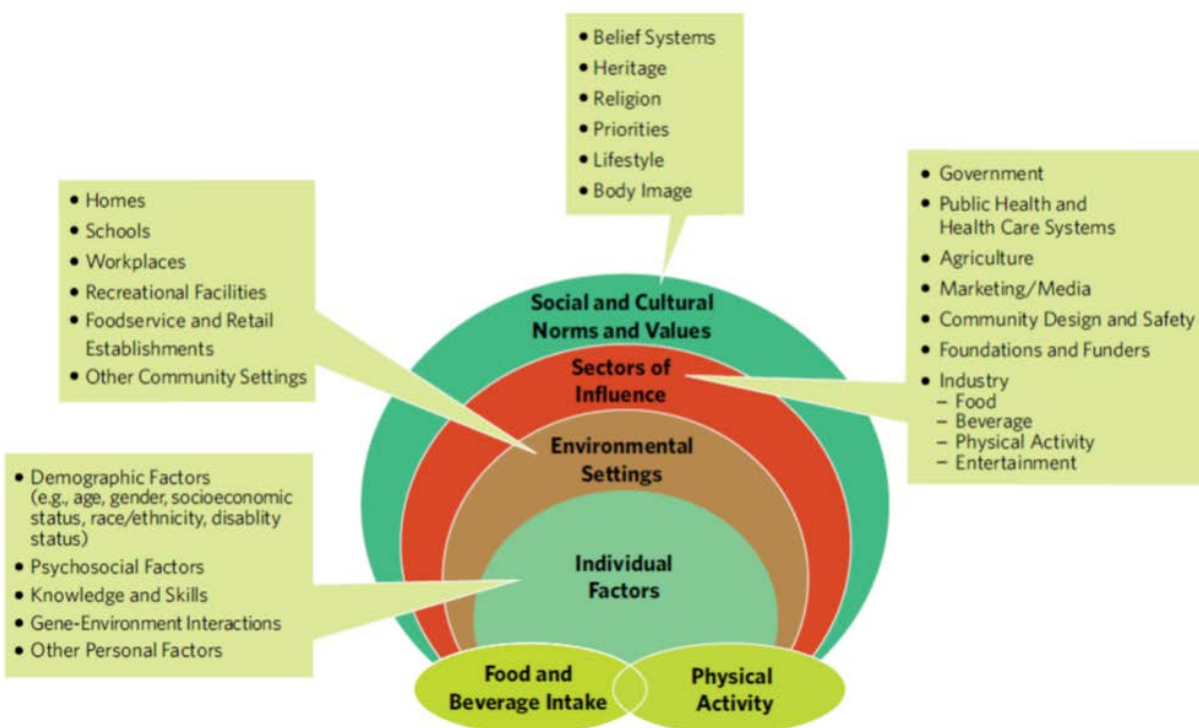 • Belief Systems
• Heritage
• Religion
• Priorities
• Lifestyle
• Body Image
• Homes
• Schools
• Workplaces
• Recreational Facilities
• Foodservice and Retail
Establishments
• Other Community Settings
• Government
• Public Health and
Health Care Systems
• Agriculture
• Marketing/Media
• Community Design and Safety
• Foundations and Funders
• Industry
– Food
– Beverage
– Physical Activity
– Entertainment
• Demographic Factors
(e.g., age, gender, socioeconomic
status, race/ethnicity, disablity
status)
• Psychosocial Factors
• Knowledge and Skills
• Gene-Environment Interactions
• Other Personal Factors
Social and Cultural
Norms and Values
Sectors of
Influence
Environmental
Settings
Individual
Factors
Food and
Beverage Intake
Physical
Activity